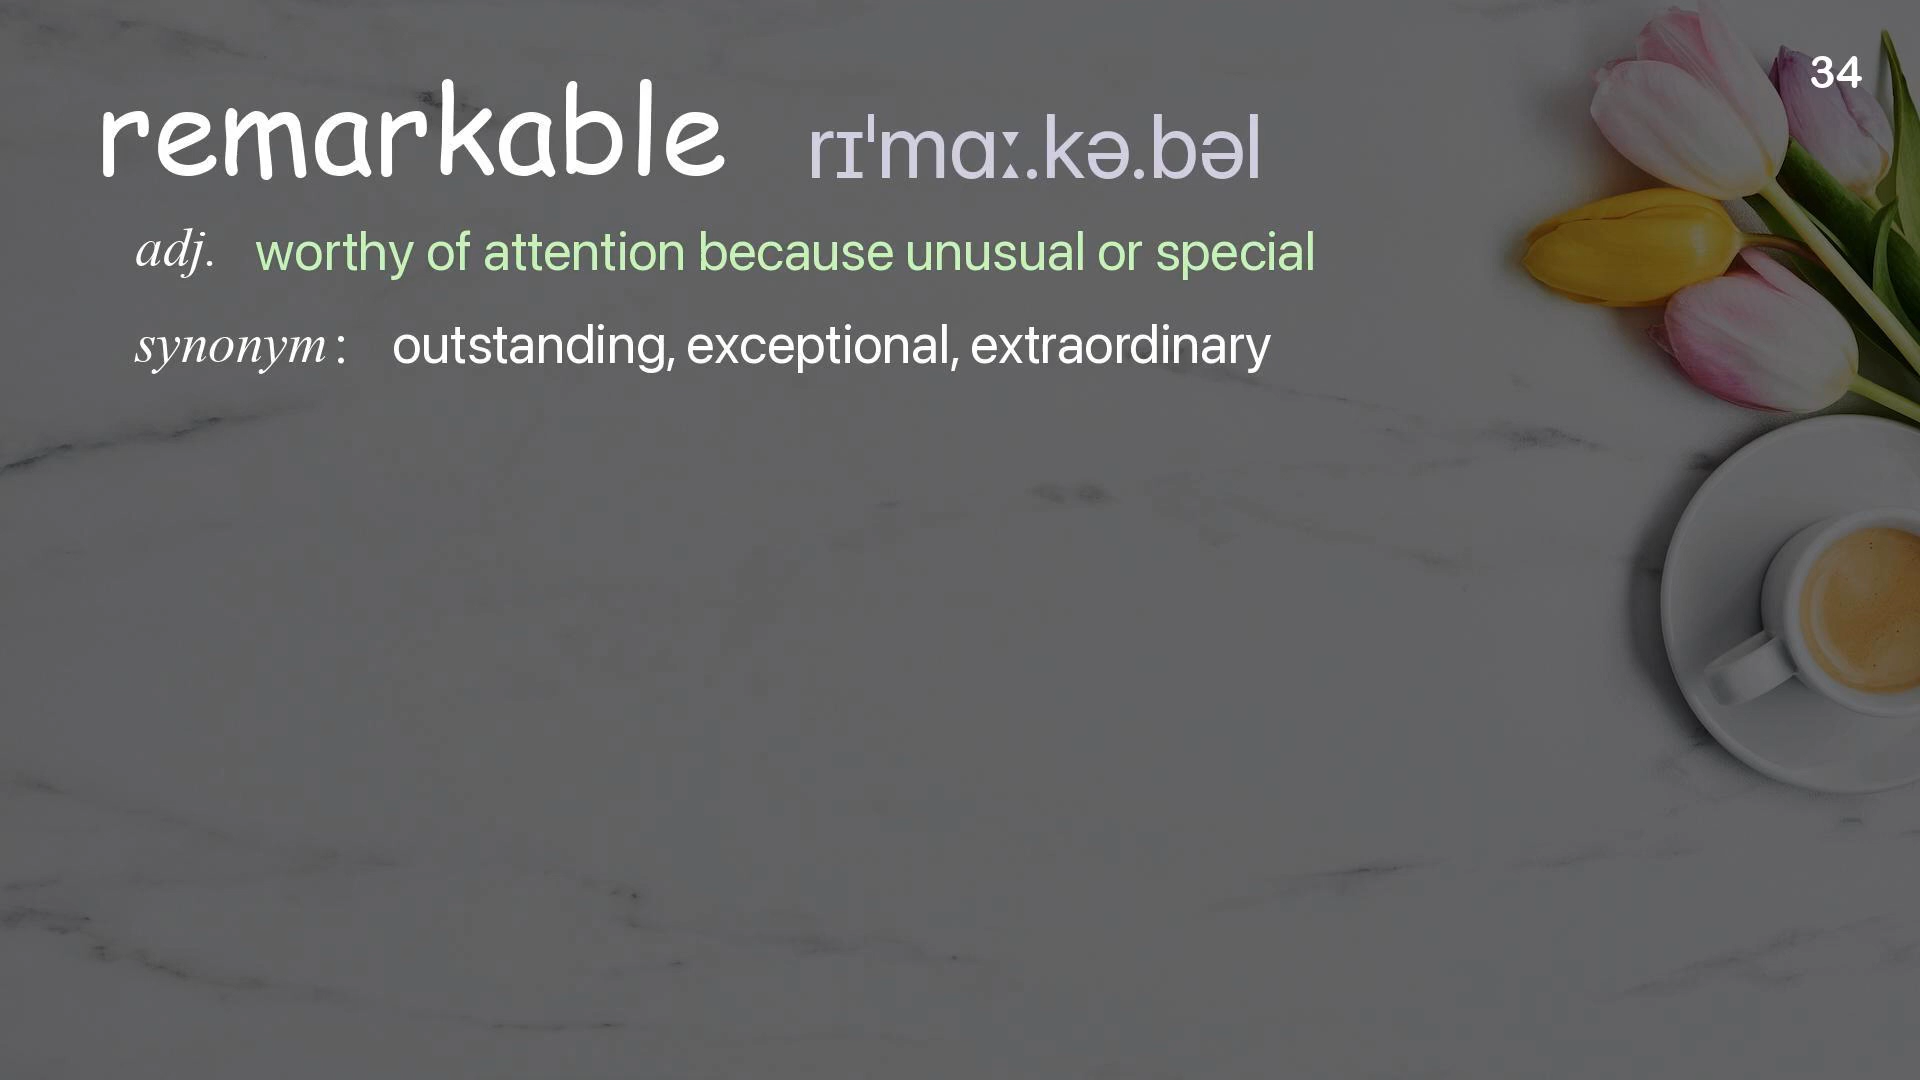 34
remarkable rɪˈmɑː.kə.bəl
adj. worthy of attention because unusual or special
synonym : outstanding, exceptional, extraordinary